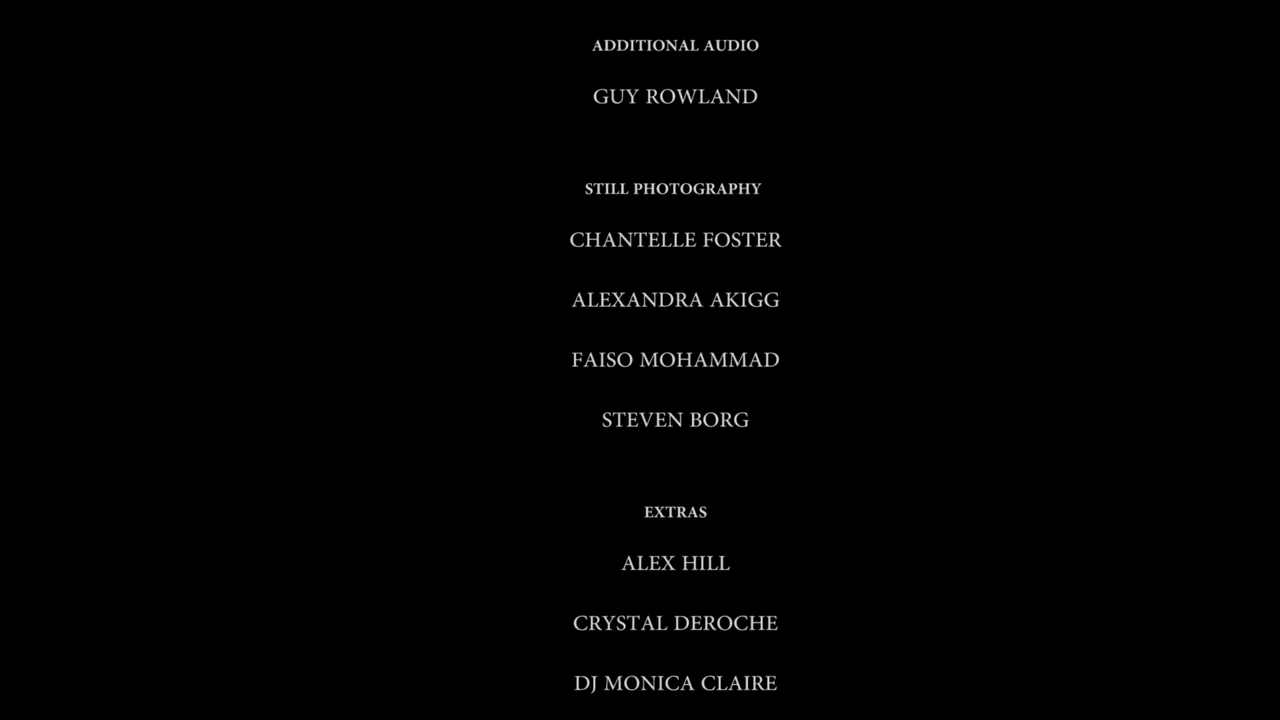 ADDITIONAL AUDIO
GUY ROWLAND
STILL PHOTOGRAPHY
CHANTELLE FOSTER
ALEXANDRA AKIGG
FAISO MOHAMMAD
STEVEN BORG
EXTRAS
ALEX HILL
CRYSTAL DEROCHE
DJ MONICA CLAIRE